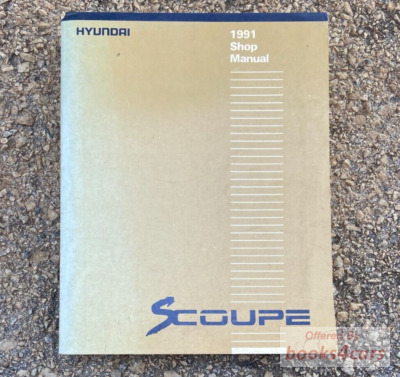 HYUNDAI
1991
Shop
Manual
SCOUPE
Offered By
books4cars